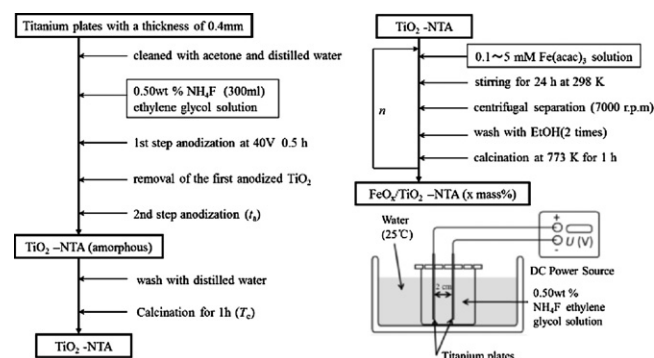 Titanium plates with a thickness of 0.4mm
cleaned with acetone and distilled water
0.50wt % NH₄F (300ml)
ethylene glycol solution
1st step anodization at 40V 0.5 h
removal of the first anodized TiO₂
2nd step anodization (tₐ)
TiO₂ –NTA (amorphous)
wash with distilled water
Calcination for 1h (T꜀)
TiO₂ -NTA
TiO₂ -NTA
0.1~5 mM Fe(acac)₃ solution
stirring for 24 h at 298 K
centrifugal separation (7000 r.p.m)
n
wash with EtOH(2 times)
calcination at 773 K for 1 h
FeOₓ/TiO₂ –NTA (x mass%)
Water
(25℃)
+
U (V)
-
DC Power Source
2 cm
0.50wt %
NH₄F ethylene
glycol solution
Titanium plates